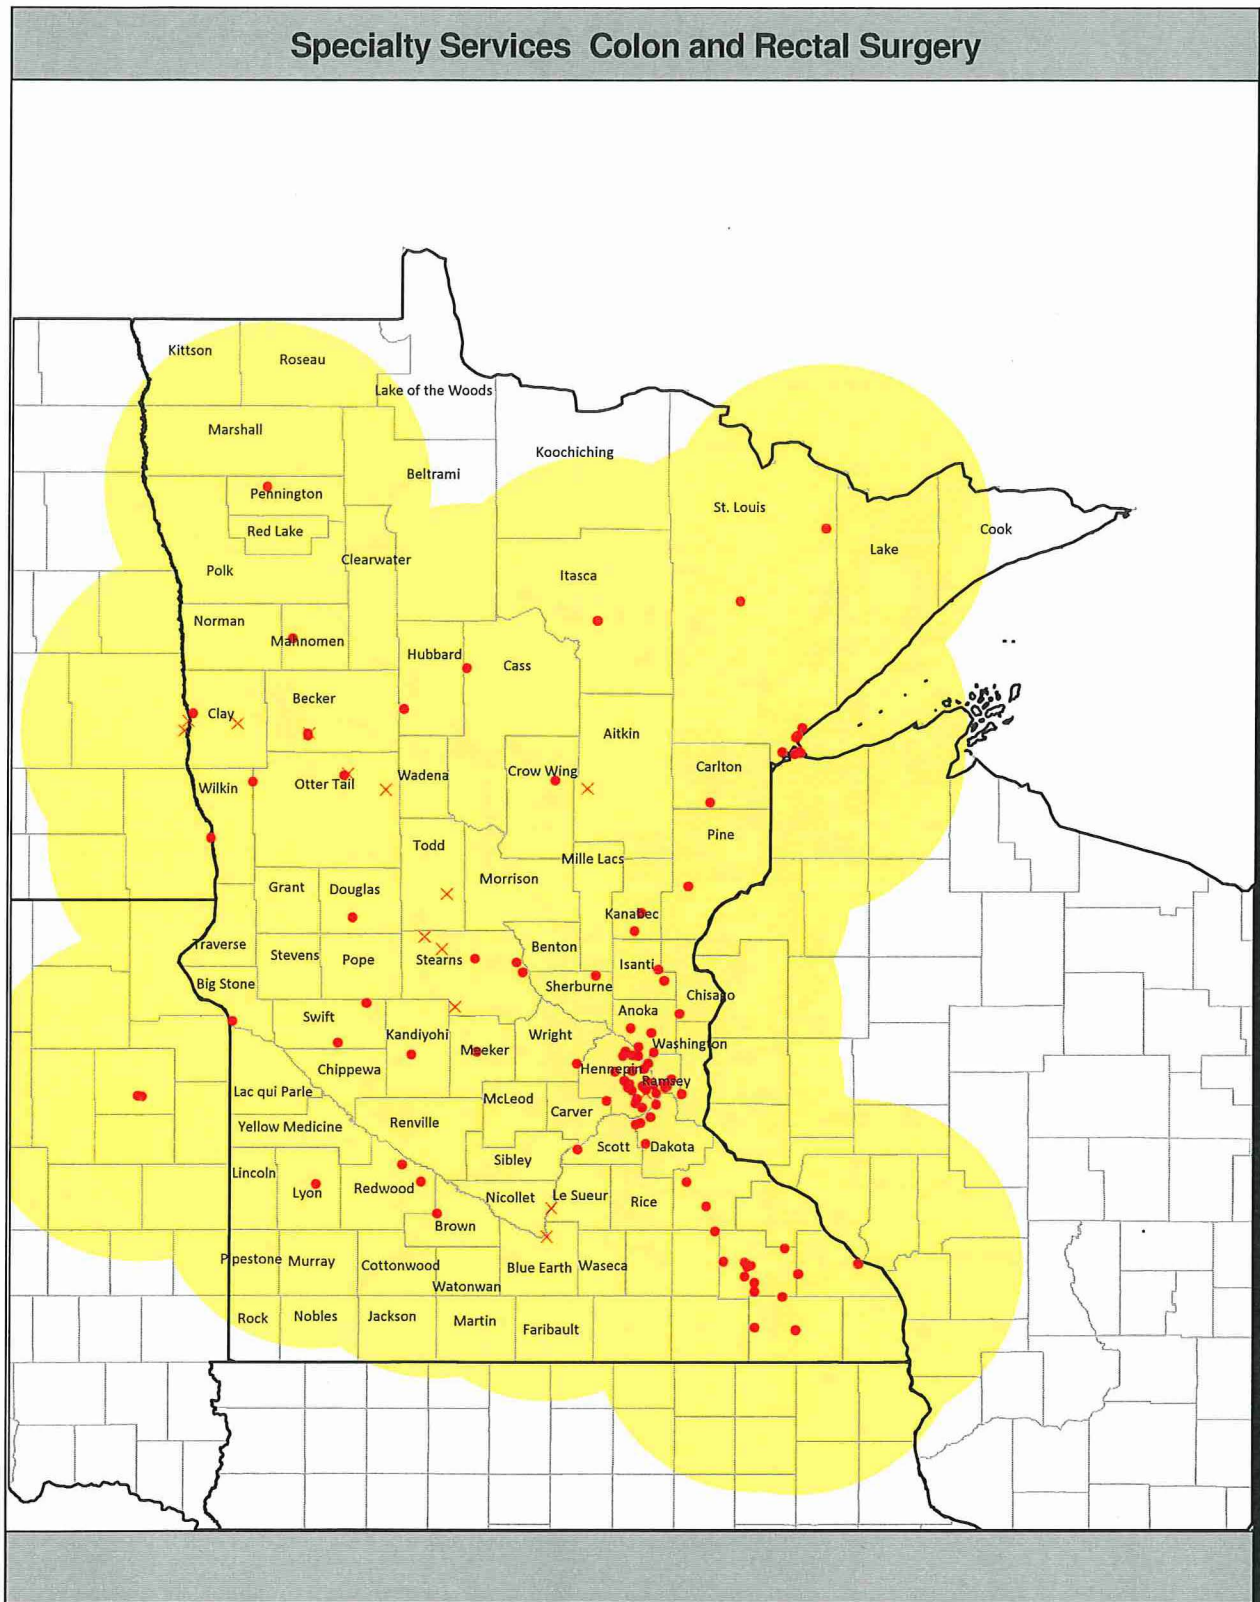 Specialty Services Colon and Rectal Surgery
Kittson
Roseau
Lake of the Woods
Marshall
Koochiching
Beltrami
Pennington
St. Louis
Red Lake
Cook
Lake
Clearwater
Polk
Itasca
Norman
Mahnomen
Hubbard
Cass
Becker
Clay
Aitkin
Carlton
Crow Wing
Wadena
Otter Tail
Wilkin
Pine
Todd
Mille Lacs
Morrison
Grant
Douglas
Kanabec
Traverse
Benton
Stevens
Pope
Stearns
Isanti
Big Stone
Sherburne
Chisago
Anoka
Swift
Kandiyohi
Wright
Washington
Meeker
Chippewa
Hennepin
Ramsey
Lac qui Parle
McLeod
Carver
Renville
Yellow Medicine
Scott
Dakota
Sibley
Lincoln
Lyon
Redwood
Nicollet
Le Sueur
Rice
Brown
Pipestone
Murray
Cottonwood
Blue Earth
Waseca
Watonwan
Rock
Nobles
Jackson
Martin
Faribault